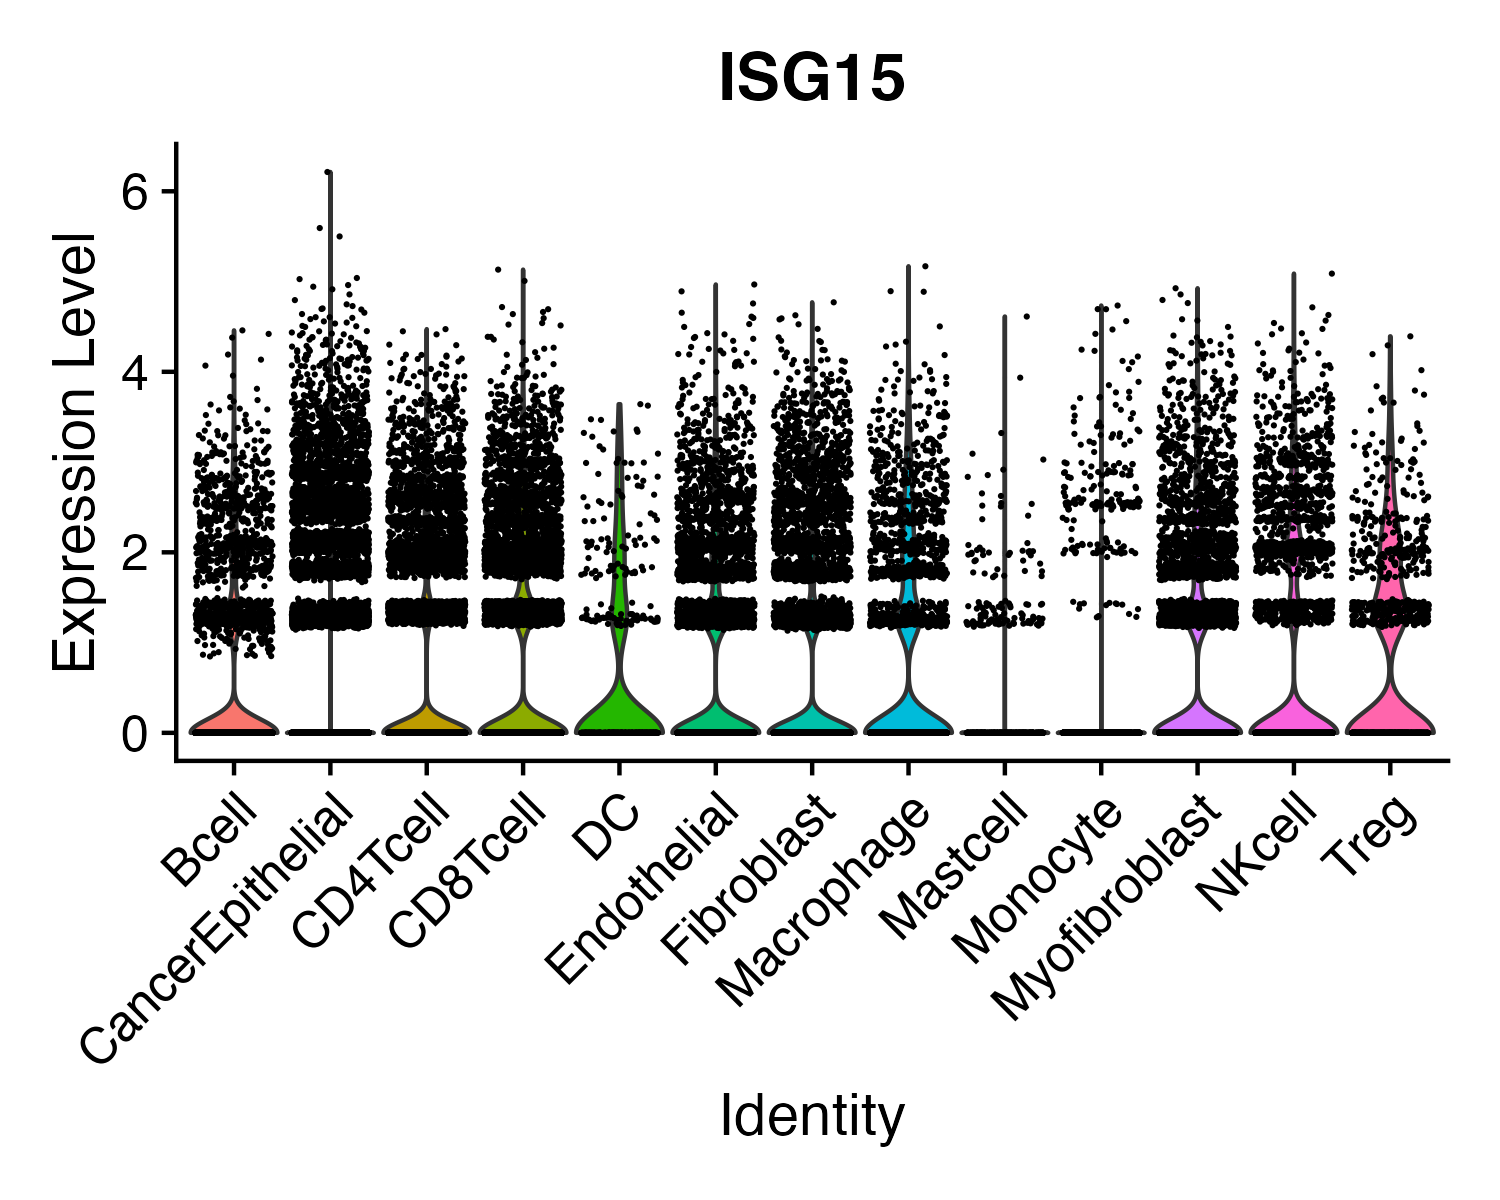 ISG15
Expression Level
6
4
2
0
Bcell
CancerEpithelial
CD4Tcell
CD8Tcell
DC
Endothelial
Fibroblast
Macrophage
Mastcell
Monocyte
Myofibroblast
NKcell
Treg
Identity